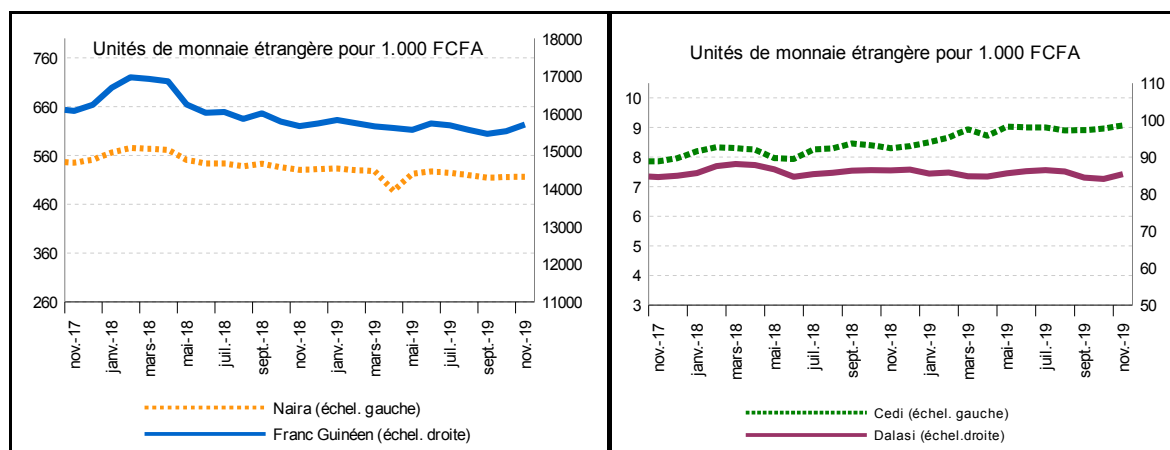 Unités de monnaie étrangère pour 1.000 FCFA
760
660
560
460
360
260
18000
17000
16000
15000
14000
13000
12000
11000
nov.-17
janv.-18
mars-18
mai-18
juil.-18
sept.-18
nov.-18
janv.-19
mars-19
mai-19
juil.-19
sept.-19
nov.-19
Naira (échel. gauche)
Franc Guinéen (échel. droite)
Unités de monnaie étrangère pour 1.000 FCFA
10
9
8
7
6
5
4
3
110
100
90
80
70
60
50
nov.-17
janv.-18
mars-18
mai-18
juil.-18
sept.-18
nov.-18
janv.-19
mars-19
mai-19
juil.-19
sept.-19
nov.-19
Cedi (échel. gauche)
Dalasi (échel.droite)